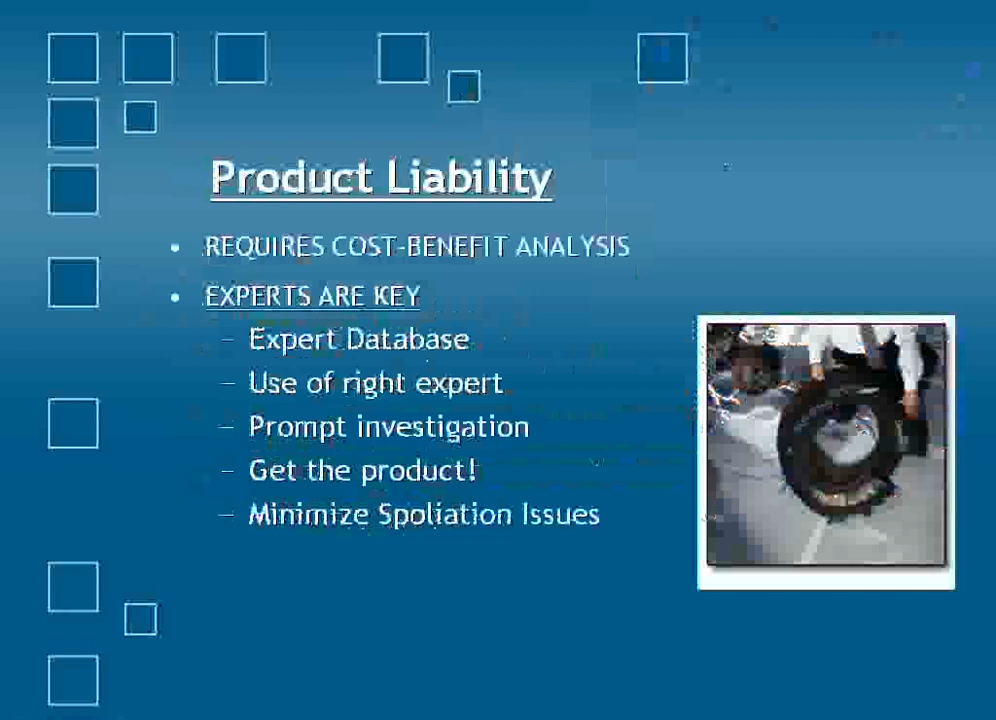 Product Liability
• REQUIRES COST-BENEFIT ANALYSIS
• EXPERTS ARE KEY
– Expert Database
– Use of right expert
– Prompt investigation
– Get the product!
– Minimize Spoliation Issues